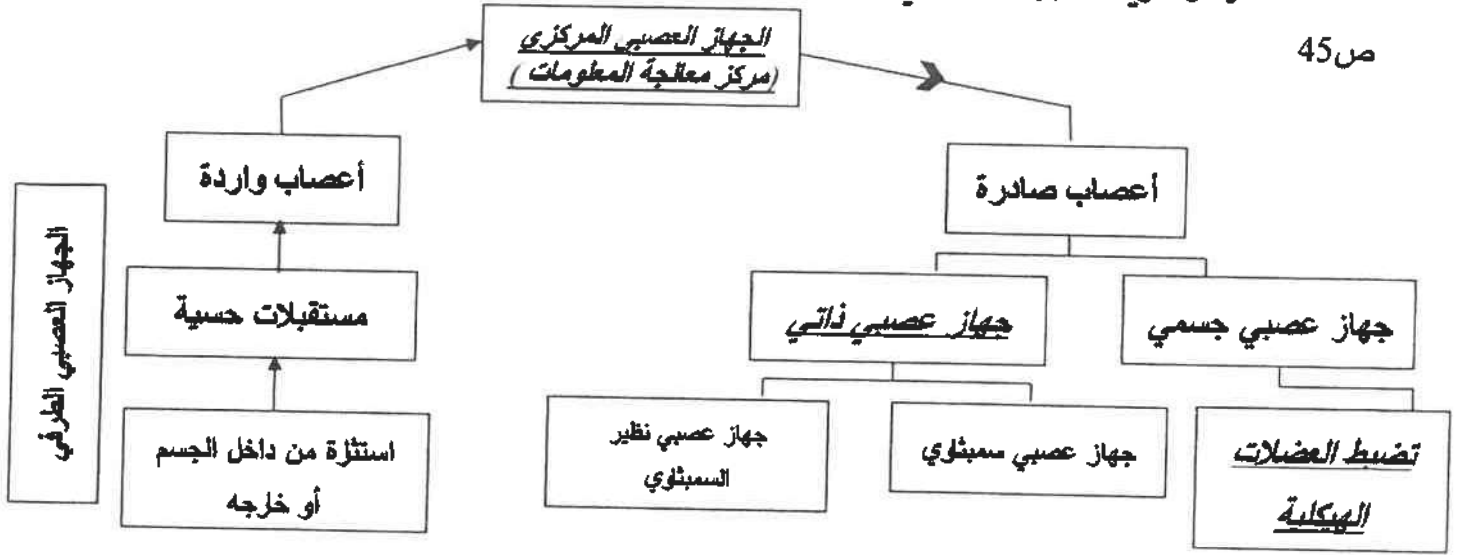 ص45
الجهاز العصبي المركزي
(مركز معالجة المعلومات)
أعصاب واردة
أعصاب صادرة
الجهاز العصبي الطرفي
مستقبلات حسية
جهاز عصبي ذاتي
جهاز عصبي جسمي
استثارة من داخل الجسم
أو خارجه
جهاز عصبي نظير
السمبثاوي
جهاز عصبي سمبثاوي
تضبط العضلات
الهيكلية